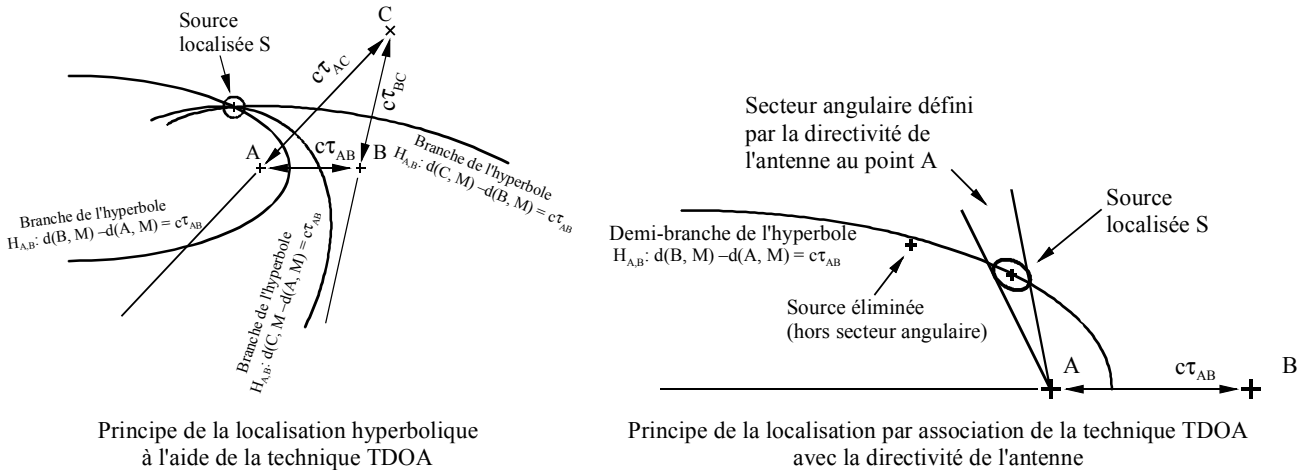 Source
localisée S
C
cτAC
cτBC
A
cτAB
B
Branche de l'hyperbole
HA,B: d(C, M) –d(B, M) = cτAB
Branche de l'hyperbole
HA,B: d(B, M) –d(A, M) = cτAB
Branche de l'hyperbole
HA,B: d(C, M –d(A, M) = cτAB
Principe de la localisation hyperbolique
à l'aide de la technique TDOA
Secteur angulaire défini
par la directivité de
l'antenne au point A
Source
localisée S
Demi-branche de l'hyperbole
HA,B: d(B, M) –d(A, M) = cτAB
Source éliminée
(hors secteur angulaire)
A
cτAB
B
Principe de la localisation par association de la technique TDOA
avec la directivité de l'antenne